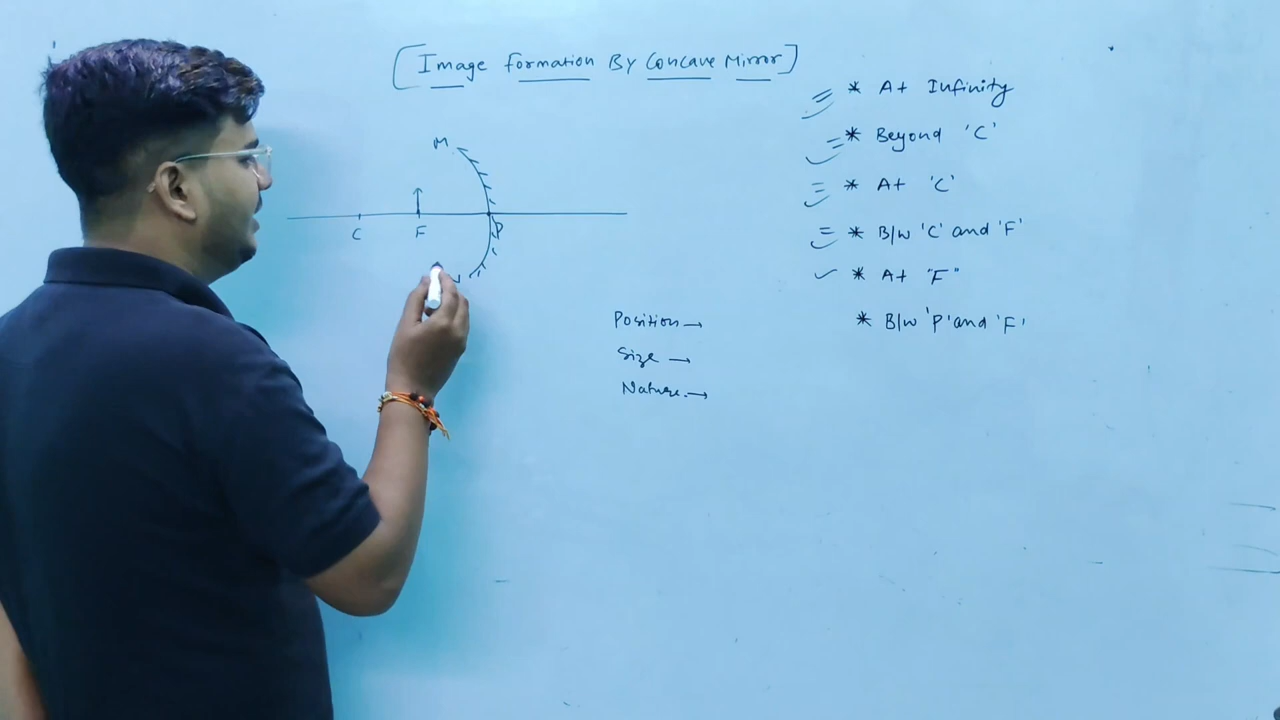 [Image formation By Concave Mirror]
* At Infinity
* Beyond 'C'
* At 'C'
* B/w 'C' and 'F'
* At 'F"
* B/w 'P' and 'F'
M
C F P
N
Position →
Size →
Nature. →